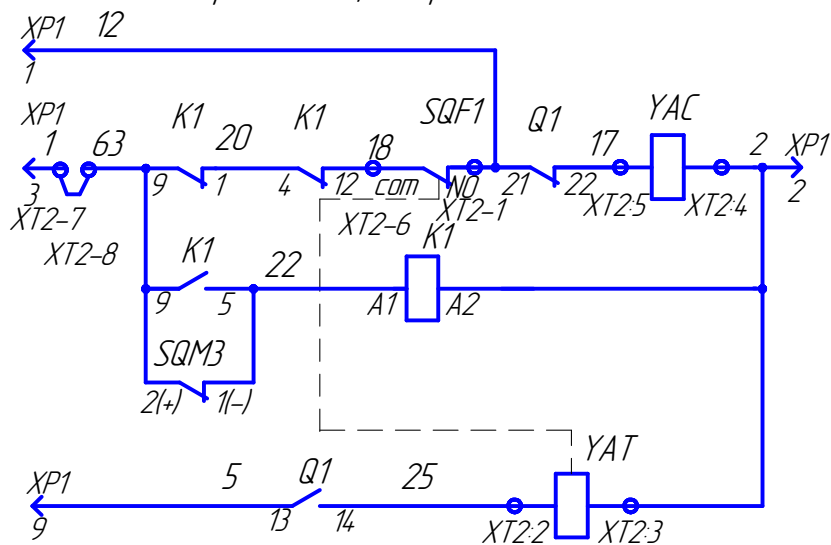 XP1 12
1
XP1 1 63 K1 20 K1 18 SQF1 Q1 17 YAC 2 XP1
3 9 1 4 12 com NO 21 22 2
XT2-7 XT2-6 XT2-1 XT2:5 XT2:4
XT2-8 K1 22 K1
9 5 A1 A2
SQM3
2(+) 1(-)
XP1 5 Q1 25 YAT
9 13 14 XT2:2 XT2:3